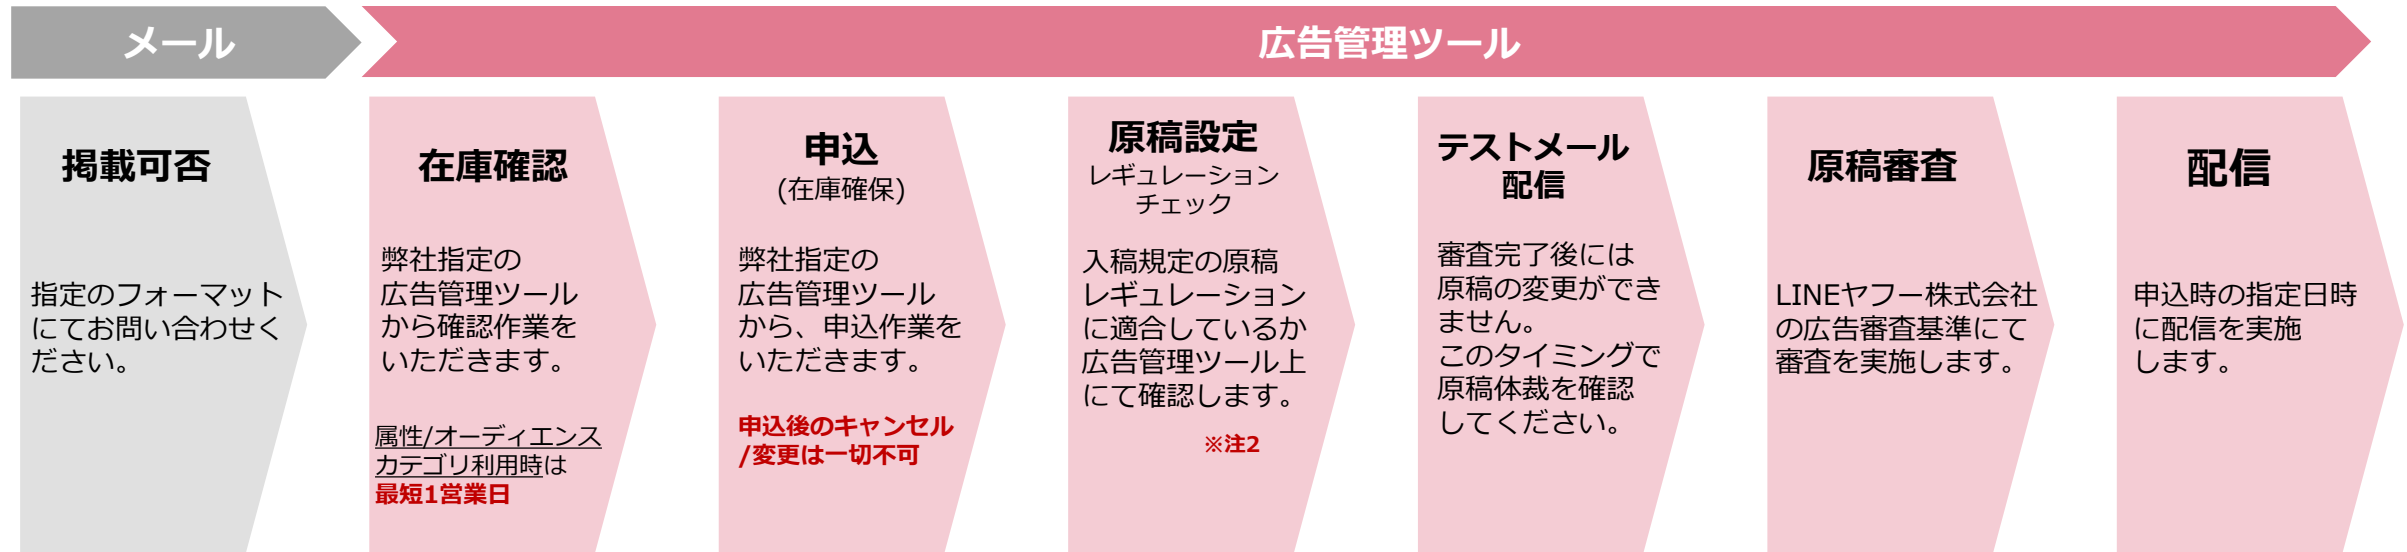 メール
広告管理ツール
掲載可否
指定のフォーマット
にてお問い合わせく
ださい。
在庫確認
弊社指定の
広告管理ツール
から確認作業を
いただきます。
属性/オーディエンス
カテゴリ利用時は
最短1営業日
申込
(在庫確保)
弊社指定の
広告管理ツール
から、申込作業を
いただきます。
申込後のキャンセル
/変更は一切不可
原稿設定
レギュレーション
チェック
入稿規定の原稿
レギュレーション
に適合しているか
広告管理ツール上
にて確認します。
※注2
テストメール
配信
審査完了後には
原稿の変更ができ
ません。
このタイミングで
原稿体裁を確認
してください。
原稿審査
LINEヤフー株式会社
の広告審査基準にて
審査を実施します。
配信
申込時の指定日時
に配信を実施
します。